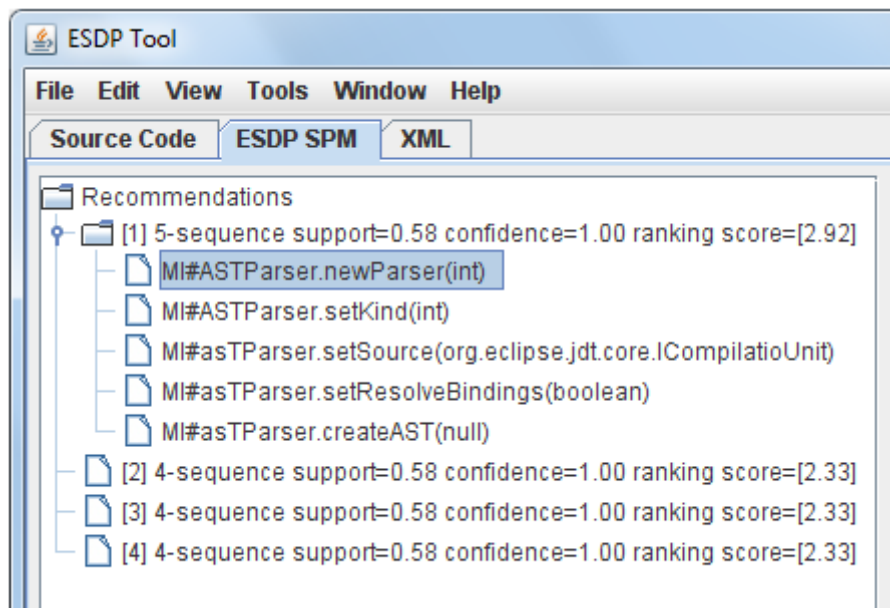 ESDP Tool
File Edit View Tools Window Help
Source Code ESDP SPM XML
Recommendations
[1] 5-sequence support=0.58 confidence=1.00 ranking score=[2.92]
MI#ASTParser.newParser(int)
MI#ASTParser.setKind(int)
MI#asTParser.setSource(org.eclipse.jdt.core.ICompilatioUnit)
MI#asTParser.setResolveBindings(boolean)
MI#asTParser.createAST(null)
[2] 4-sequence support=0.58 confidence=1.00 ranking score=[2.33]
[3] 4-sequence support=0.58 confidence=1.00 ranking score=[2.33]
[4] 4-sequence support=0.58 confidence=1.00 ranking score=[2.33]